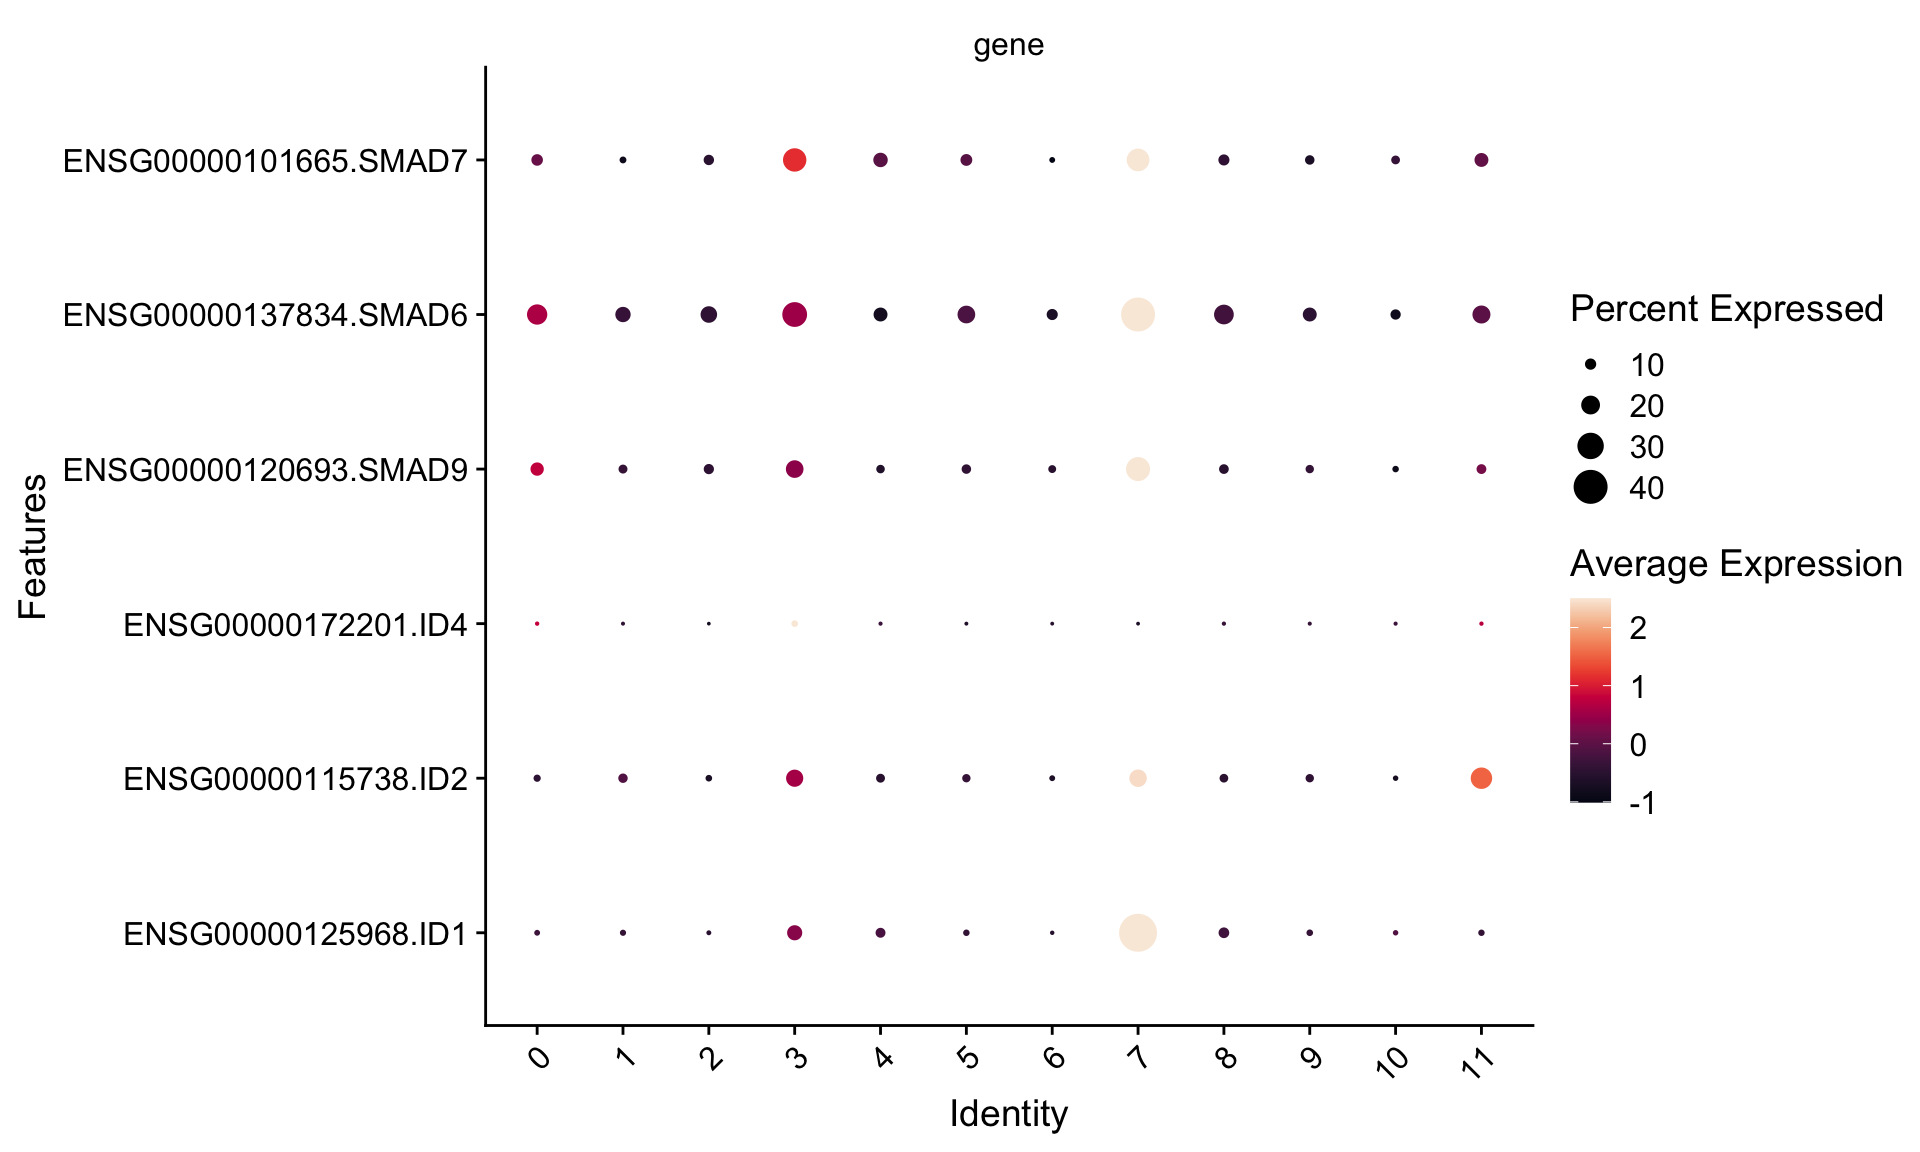 gene
ENSG00000101665.SMAD7
ENSG00000137834.SMAD6
ENSG00000120693.SMAD9
ENSG00000172201.ID4
ENSG00000115738.ID2
ENSG00000125968.ID1
Features
0
1
2
3
4
5
6
7
8
9
10
11
Identity
Percent Expressed
10
20
30
40
Average Expression
2
1
0
-1